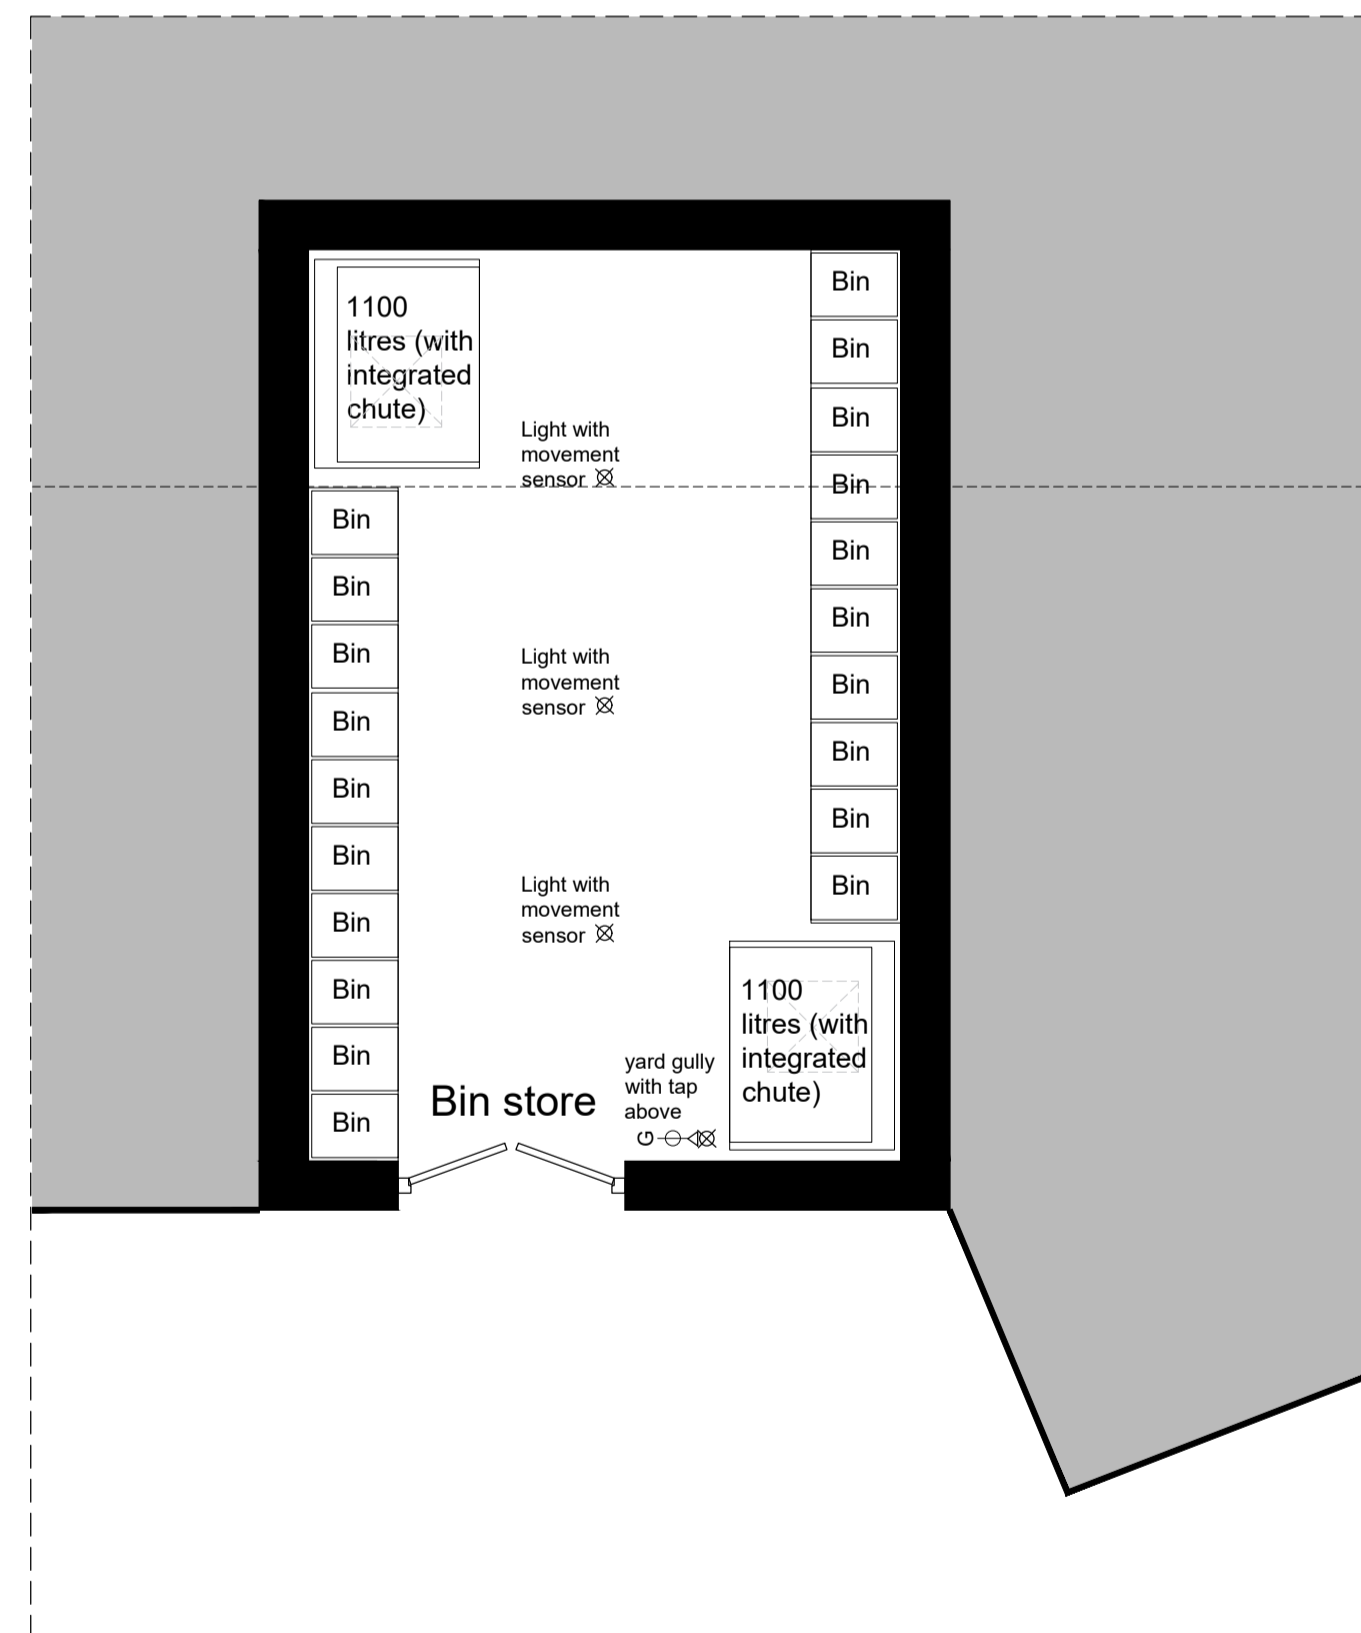 1100
litres (with
integrated
chute)
Bin
Bin
Bin
Bin
Bin
Bin
Bin
Bin
Bin
Bin
Light with
movement
sensor
Light with
movement
sensor
Light with
movement
sensor
Bin
Bin
Bin
Bin
Bin
Bin
Bin
Bin
Bin
Bin
1100
litres (with
integrated
chute)
yard gully
with tap
above
G
Bin store